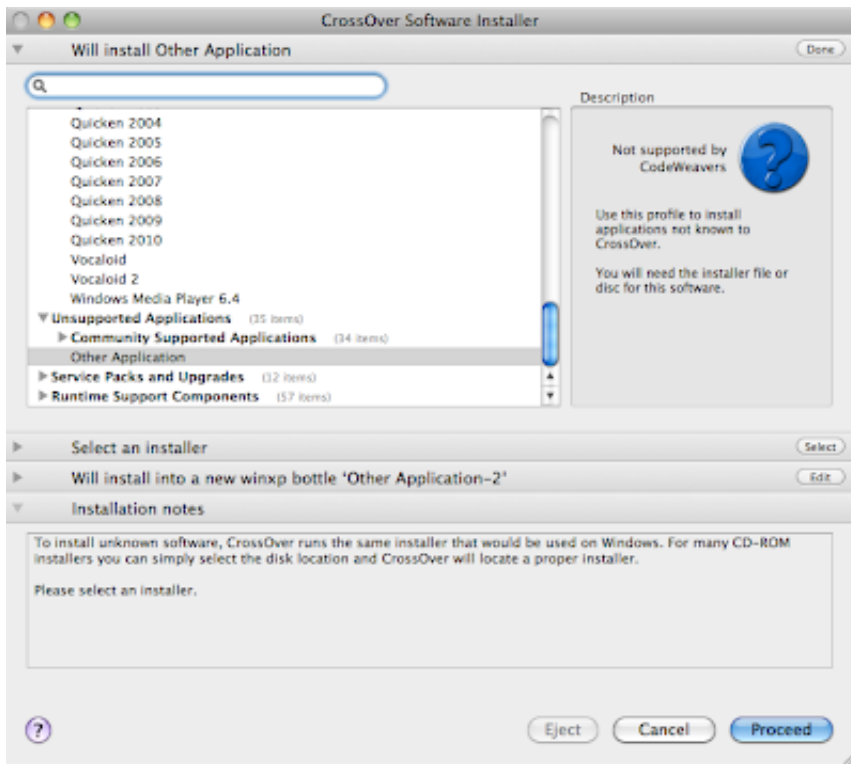 CrossOver Software Installer
Will install Other Application
Done
Description
Quicken 2004
Quicken 2005
Quicken 2006
Quicken 2007
Quicken 2008
Quicken 2009
Quicken 2010
Vocaloid
Vocaloid 2
Windows Media Player 6.4
Unsupported Applications (35 items)
Community Supported Applications (34 items)
Other Application
Service Packs and Upgrades (12 items)
Runtime Support Components (57 items)
Not supported by
CodeWeavers
Use this profile to install
applications not known to
CrossOver.
You will need the installer file or
disc for this software.
Select an installer
Select
Will install into a new winxp bottle 'Other Application-2'
Edit
Installation notes
To install unknown software, CrossOver runs the same installer that would be used on Windows. For many CD-ROM
installers you can simply select the disk location and CrossOver will locate a proper installer.
Please select an installer.
?
Eject
Cancel
Proceed